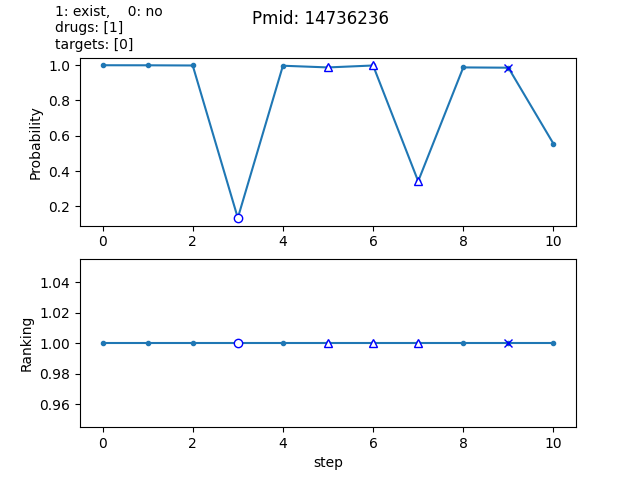 1: exist,    0: no
drugs: [1]
targets: [0]
Pmid: 14736236
1.0
0.8
0.6
0.4
0.2
Probability
0 2 4 6 8 10
1.04
1.02
1.00
0.98
0.96
Ranking
0 2 4 6 8 10
step